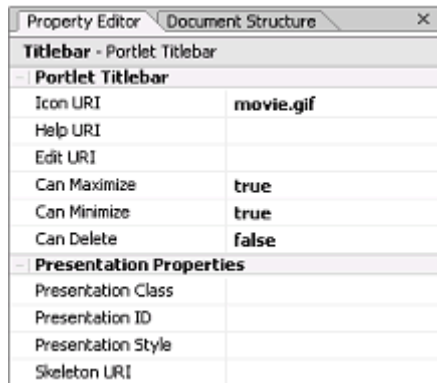 Property Editor Document Structure
Titlebar - Portlet Titlebar
Portlet Titlebar
Icon URI movie.gif
Help URI
Edit URI
Can Maximize true
Can Minimize true
Can Delete false
Presentation Properties
Presentation Class
Presentation ID
Presentation Style
Skeleton URI